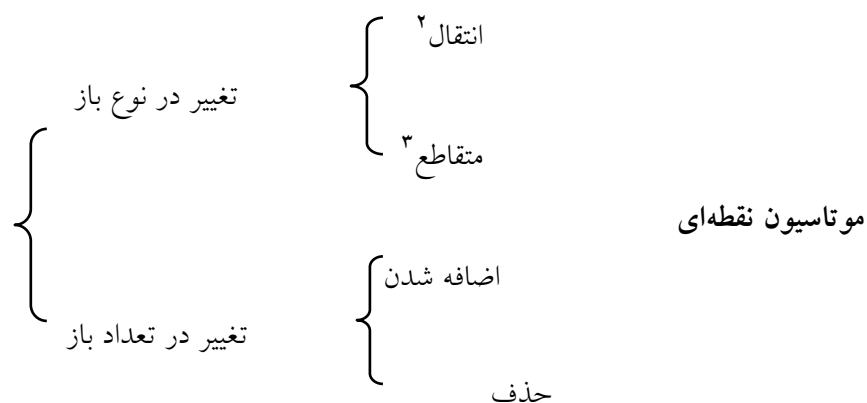 انتقال۲
تغییر در نوع باز
متقاطع۳
موتاسیون نقطه‌ای
اضافه شدن
تغییر در تعداد باز
حذف